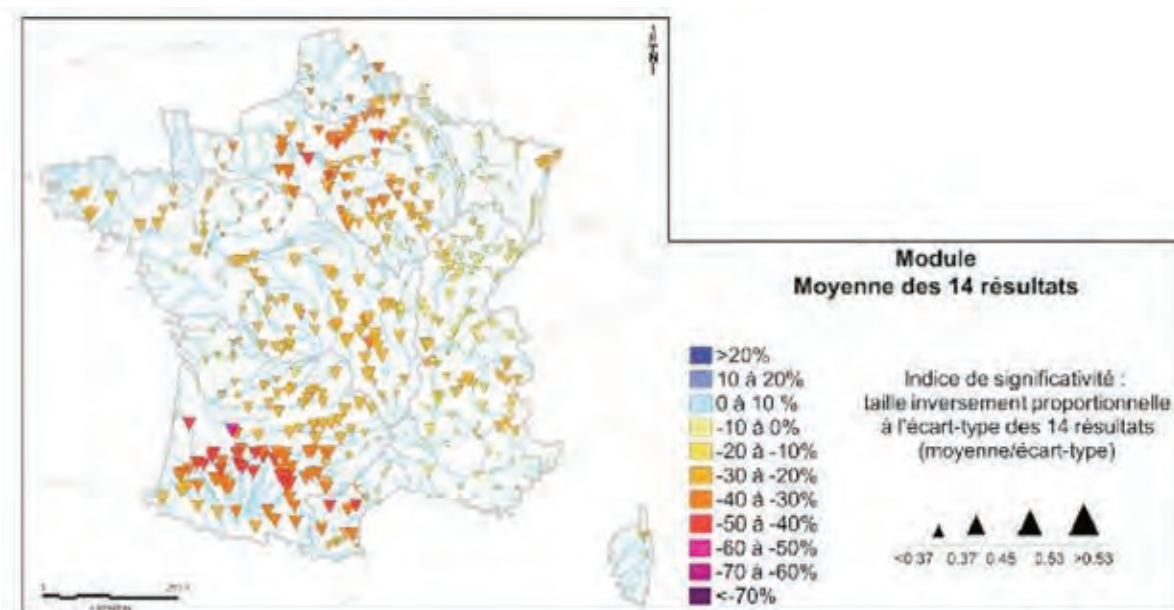 Module
Moyenne des 14 résultats
>20%
10 à 20%
0 à 10 %
-10 à 0%
-20 à -10%
-30 à -20%
-40 à -30%
-50 à -40%
-60 à -50%
-70 à -60%
<-70%
Indice de significativité :
taille inversement proportionnelle
à l'écart-type des 14 résultats
(moyenne/écart-type)
<0.37 0.37 0.45 0.53 >0.53